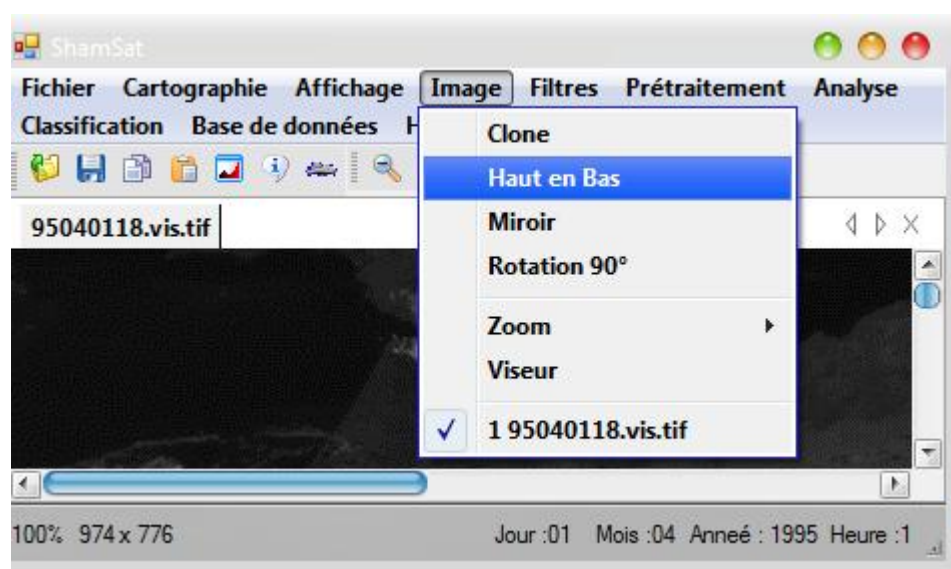 ShamSat
Fichier Cartographie Affichage Image Filtres Prétraitement Analyse
Classification Base de données H
Clone
Haut en Bas
95040118.vis.tif
Miroir
Rotation 90°
Zoom
Viseur
1 95040118.vis.tif
100% 974 x 776 Jour :01 Mois :04 Anneé : 1995 Heure :1